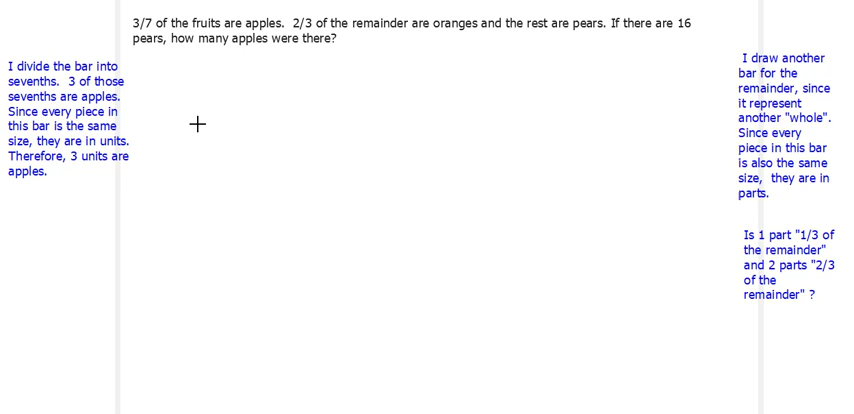 3/7 of the fruits are apples.  2/3 of the remainder are oranges and the rest are pears. If there are 16
pears, how many apples were there?
I divide the bar into
sevenths.  3 of those
sevenths are apples.
Since every piece in
this bar is the same
size, they are in units.
Therefore, 3 units are
apples.
I draw another
bar for the
remainder, since
it represent
another "whole".
Since every
piece in this bar
is also the same
size,  they are in
parts.
Is 1 part "1/3 of
the remainder"
and 2 parts "2/3
of the
remainder" ?